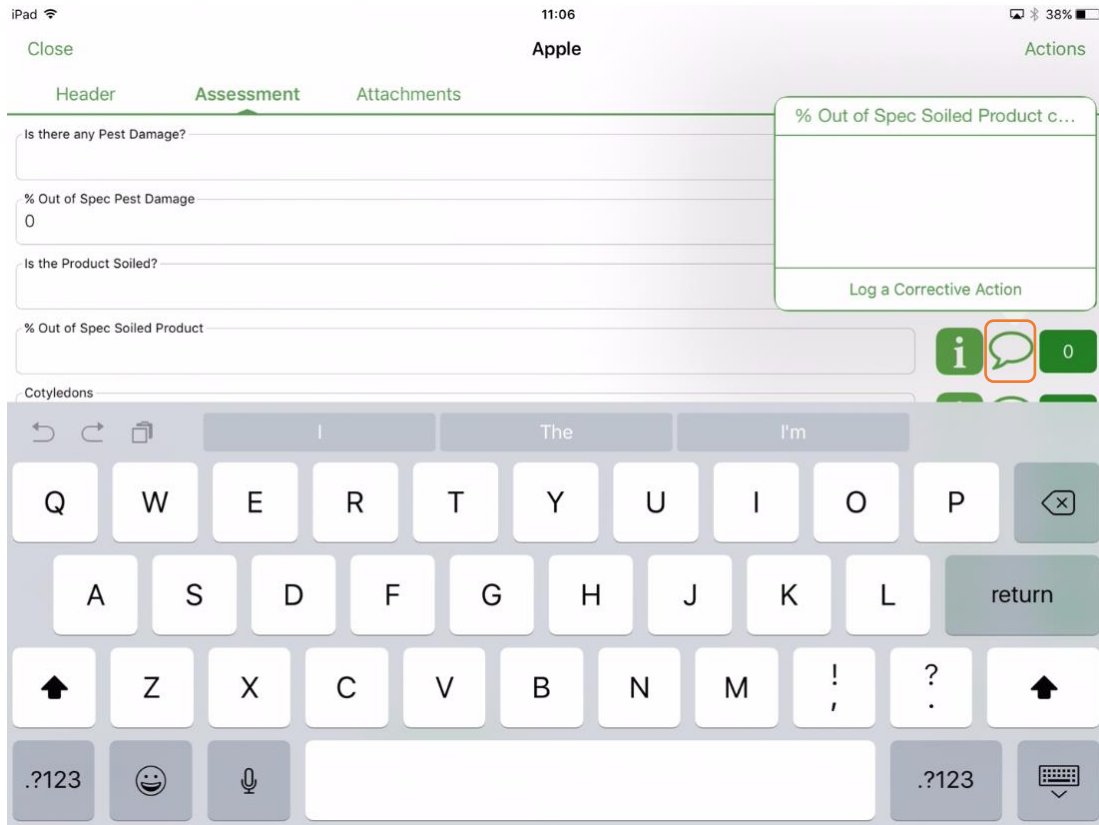 iPad 11:06 38%
Close Apple Actions
Header Assessment Attachments
% Out of Spec Soiled Product c...
Log a Corrective Action
Is there any Pest Damage?
% Out of Spec Pest Damage
0
Is the Product Soiled?
% Out of Spec Soiled Product
i 0
Cotyledons
I The I'm
Q W E R T Y U I O P
A S D F G H J K L return
Z X C V B N M ! , ? .
.?123 .?123